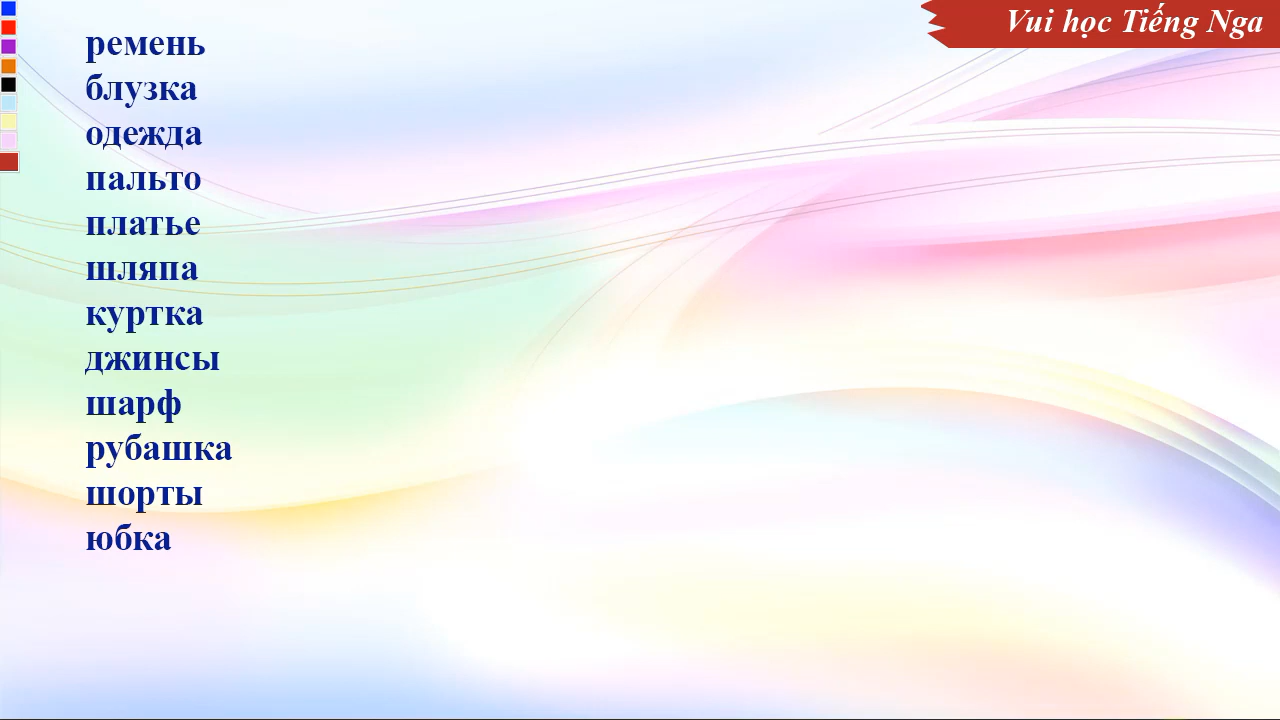 Vui học Tiếng Nga
ремень
блузка
одежда
пальто
платье
шляпа
куртка
джинсы
шарф
рубашка
шорты
юбка